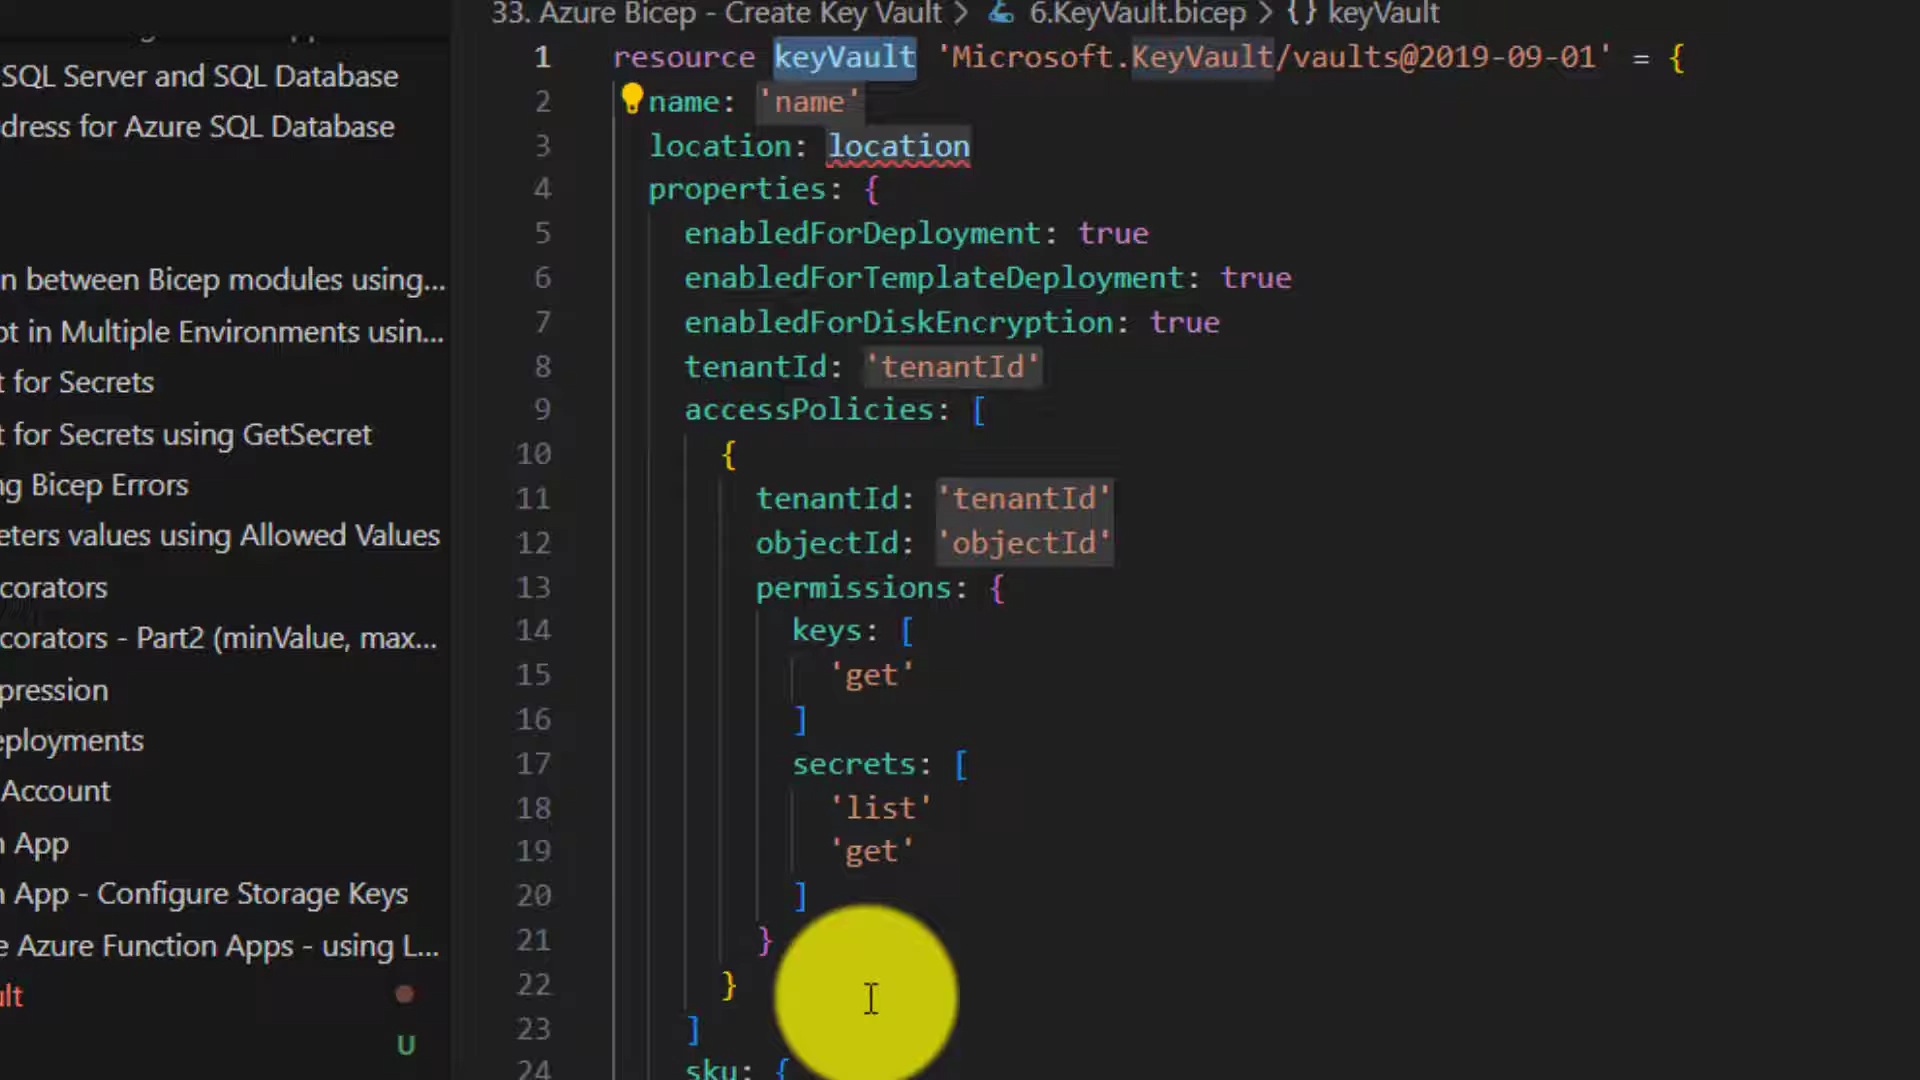 33. Azure Bicep - Create Key Vault > 6.KeyVault.bicep > {} keyVault
SQL Server and SQL Database
dress for Azure SQL Database
n between Bicep modules using...
ot in Multiple Environments usin...
t for Secrets
t for Secrets using GetSecret
ng Bicep Errors
eters values using Allowed Values
corators
corators - Part2 (minValue, max...
pression
eployments
Account
n App
n App - Configure Storage Keys
e Azure Function Apps - using L...
ult
U
1 resource keyVault 'Microsoft.KeyVault/vaults@2019-09-01' = {
2 name: 'name'
3 location: location
4 properties: {
5 enabledForDeployment: true
6 enabledForTemplateDeployment: true
7 enabledForDiskEncryption: true
8 tenantId: 'tenantId'
9 accessPolicies: [
10 {
11 tenantId: 'tenantId'
12 objectId: 'objectId'
13 permissions: {
14 keys: [
15 'get'
16 ]
17 secrets: [
18 'list'
19 'get'
20 ]
21 }
22 }
23 ]
24 sku: {